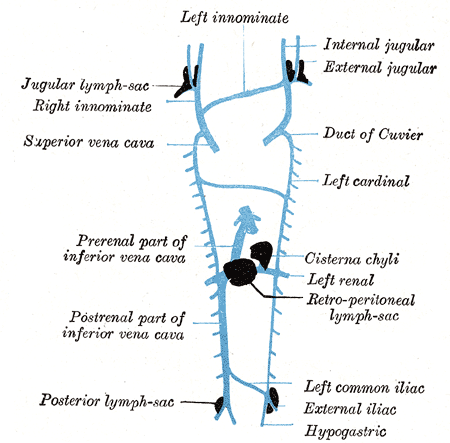 Left innominate
Internal jugular
External jugular
Jugular lymph-sac
Right innominate
Superior vena cava
Duct of Cuvier
Left cardinal
Prerenal part of
inferior vena cava
Cisterna chyli
Left renal
Retro-peritoneal
lymph-sac
Postrenal part of
inferior vena cava
Left common iliac
Posterior lymph-sac
External iliac
Hypogastric